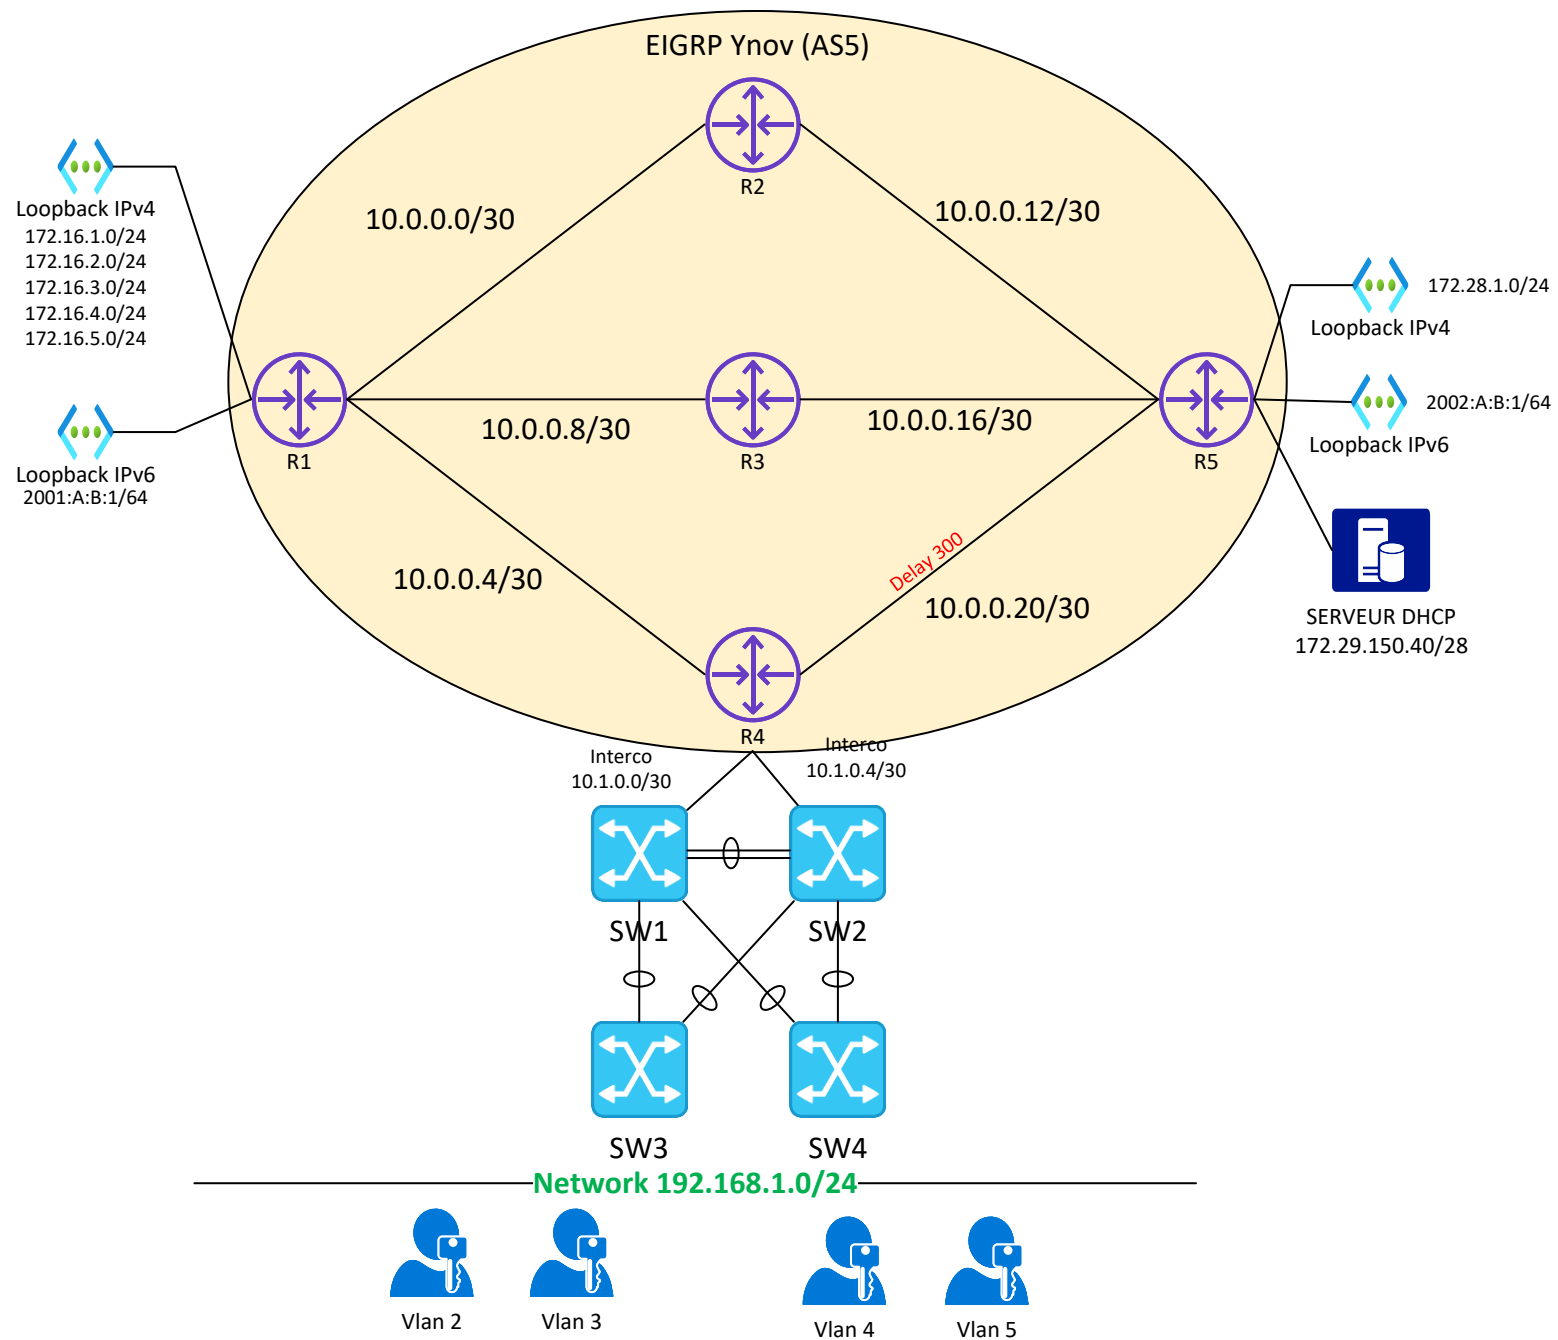 EIGRP Ynov (AS5)
R2
Loopback IPv4
172.16.1.0/24
172.16.2.0/24
172.16.3.0/24
172.16.4.0/24
172.16.5.0/24
10.0.0.0/30
10.0.0.12/30
172.28.1.0/24
Loopback IPv4
10.0.0.8/30
10.0.0.16/30
2002:A:B:1/64
Loopback IPv6
R1
R3
R5
Loopback IPv6
2001:A:B:1/64
10.0.0.4/30
Delay 300
10.0.0.20/30
SERVEUR DHCP
172.29.150.40/28
R4
Interco
10.1.0.0/30
Interco
10.1.0.4/30
SW1
SW2
SW3
SW4
Network 192.168.1.0/24
Vlan 2
Vlan 3
Vlan 4
Vlan 5